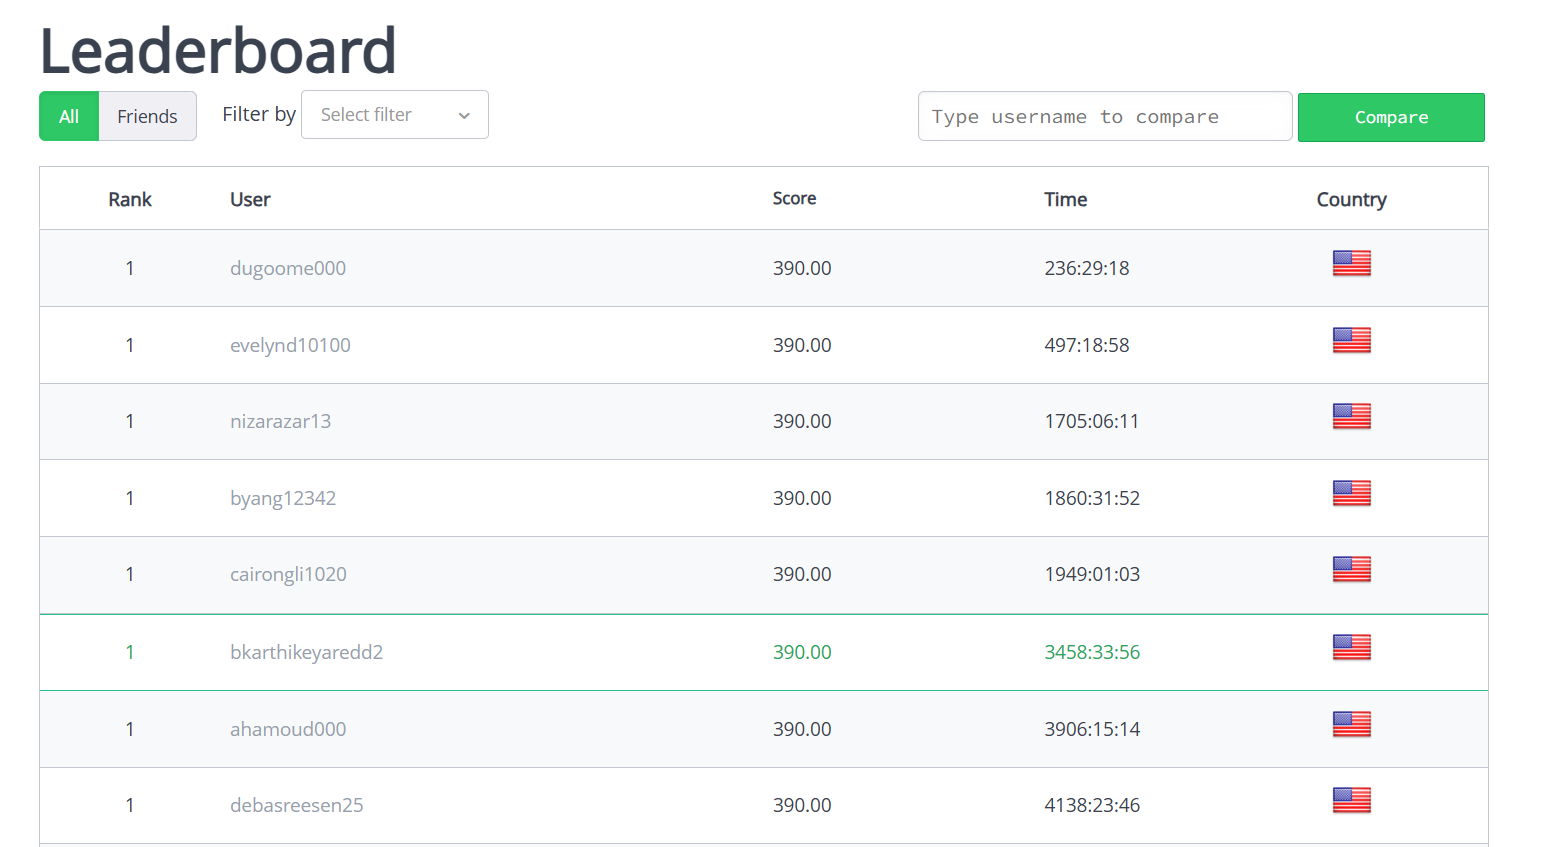 Leaderboard
All Friends Filter by Select filter Type username to compare Compare
Rank User Score Time Country
1 dugoome000 390.00 236:29:18
1 evelynd10100 390.00 497:18:58
1 nizarazar13 390.00 1705:06:11
1 byang12342 390.00 1860:31:52
1 cairongli1020 390.00 1949:01:03
1 bkarthikeyaredd2 390.00 3458:33:56
1 ahamoud000 390.00 3906:15:14
1 debasreesen25 390.00 4138:23:46